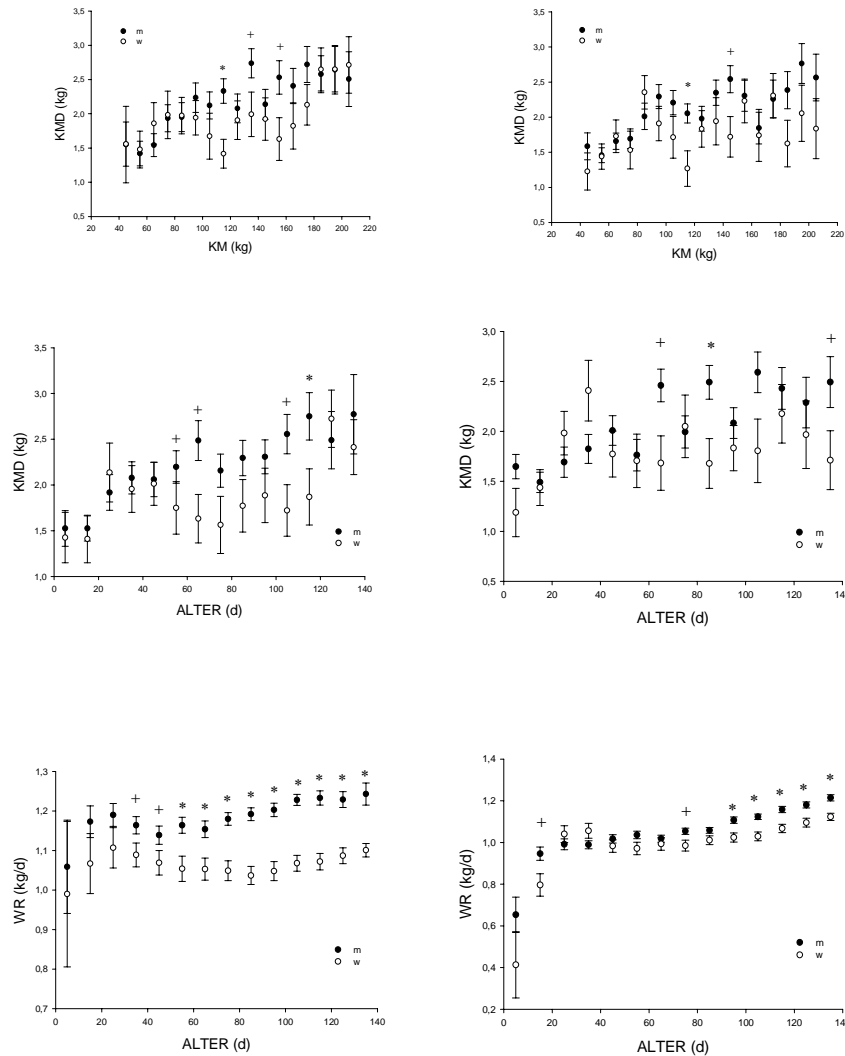 m
w
+
*
+
3,5
3,0
2,5
2,0
1,5
1,0
0,5
KMD (kg)
20 40 60 80 100 120 140 160 180 200 220
KM (kg)
m
w
+
*
3,5
3,0
2,5
2,0
1,5
1,0
0,5
KMD (kg)
20 40 60 80 100 120 140 160 180 200 220
KM (kg)
3,5
3,0
2,5
2,0
1,5
1,0
KMD (kg)
+ + + *
m
w
0 20 40 60 80 100 120 140
ALTER (d)
3,0
2,5
2,0
1,5
1,0
0,5
KMD (kg)
+ * +
m
w
0 20 40 60 80 100 120 14
ALTER (d)
1,3
1,2
1,1
1,0
0,9
0,8
0,7
WR (kg/d)
+ + * * * * * * * * *
m
w
0 20 40 60 80 100 120 140
ALTER (d)
1,4
1,2
1,0
0,8
0,6
0,4
0,2
WR (kg/d)
+ + * * * * *
m
w
0 20 40 60 80 100 120 14
ALTER (d)